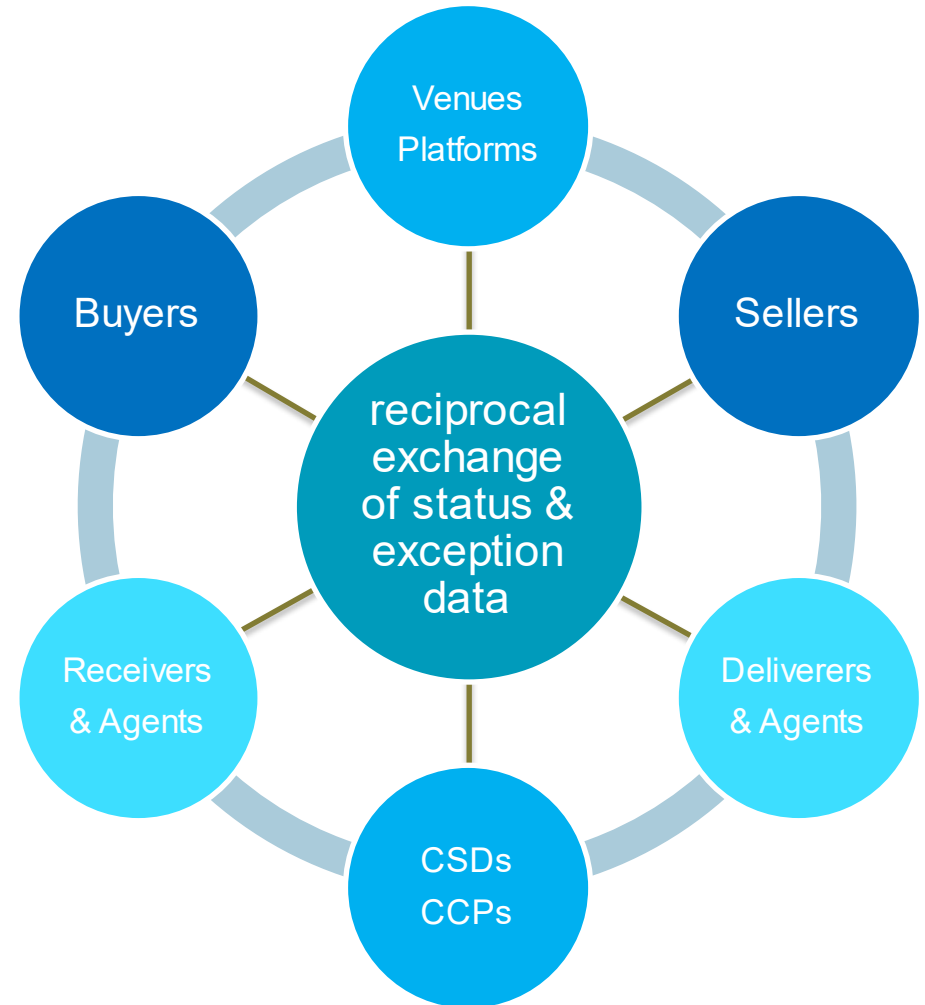 Venues
Platforms
Buyers
Sellers
reciprocal
exchange
of status &
exception
data
Receivers
& Agents
Deliverers
& Agents
CSDs
CCPs